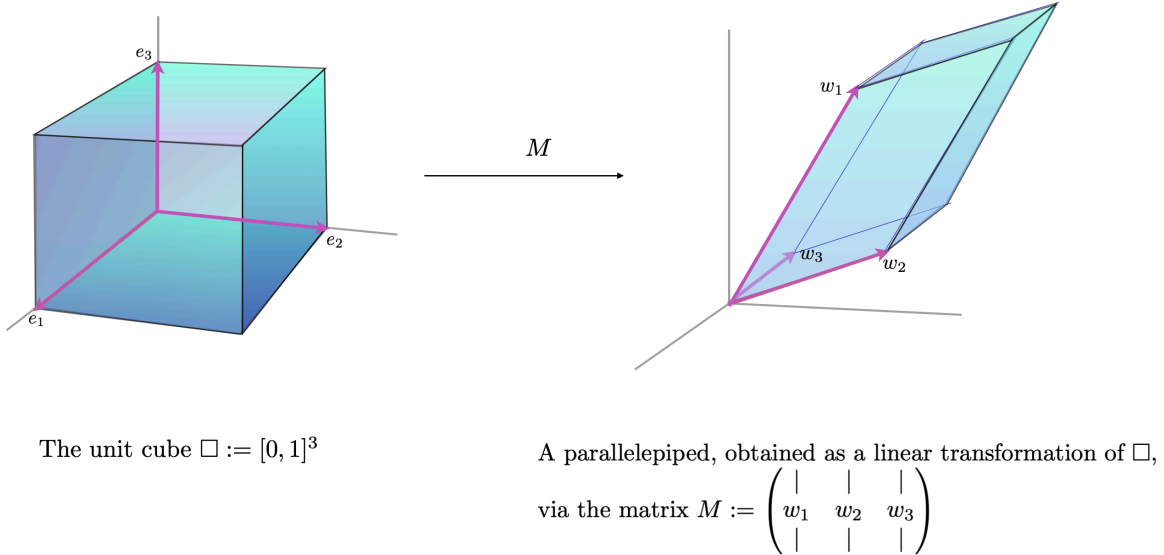 e₃
e₂
e₁
M
w₁
w₃
w₂
The unit cube □ := [0, 1]³
A parallelepiped, obtained as a linear transformation of □,
via the matrix M := ( | | | 
w₁ w₂ w₃
| | | )